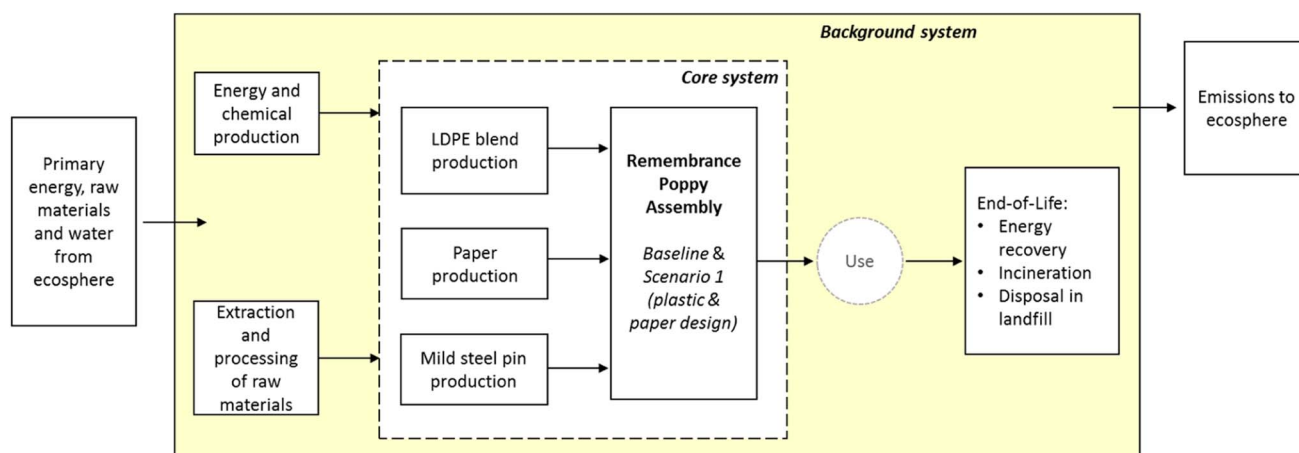 Background system
Core system
Primary
energy, raw
materials
and water
from
ecosphere
Energy and
chemical
production
Extraction
and
processing
of raw
materials
LDPE blend
production
Paper
production
Mild steel pin
production
Remembrance
Poppy
Assembly
Baseline &
Scenario 1
(plastic &
paper design)
Use
End-of-Life:
• Energy
recovery
• Incineration
• Disposal in
landfill
Emissions to
ecosphere